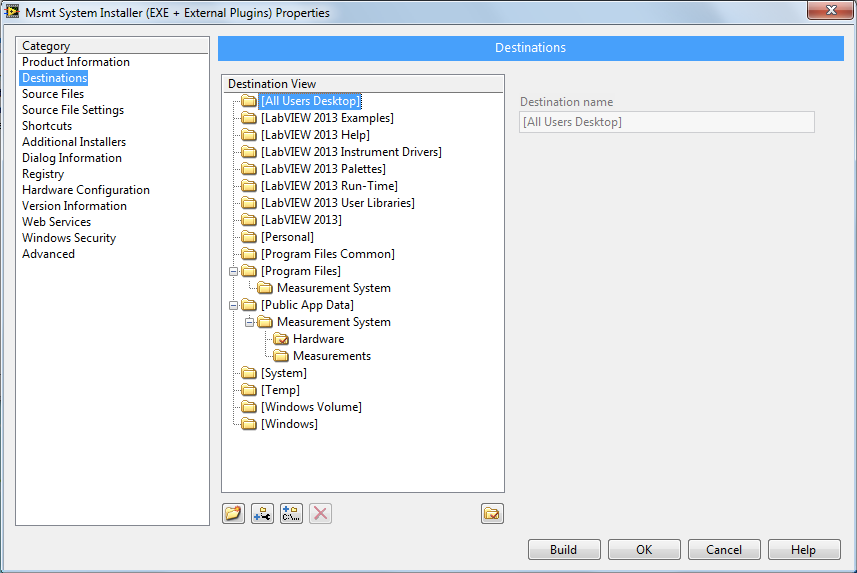 Msmt System Installer (EXE + External Plugins) Properties
Category
Product Information
Destinations
Source Files
Source File Settings
Shortcuts
Additional Installers
Dialog Information
Registry
Hardware Configuration
Version Information
Web Services
Windows Security
Advanced
Destinations
Destination View
[All Users Desktop]
[LabVIEW 2013 Examples]
[LabVIEW 2013 Help]
[LabVIEW 2013 Instrument Drivers]
[LabVIEW 2013 Palettes]
[LabVIEW 2013 Run-Time]
[LabVIEW 2013 User Libraries]
[LabVIEW 2013]
[Personal]
[Program Files Common]
[Program Files]
Measurement System
[Public App Data]
Measurement System
Hardware
Measurements
[System]
[Temp]
[Windows Volume]
[Windows]
C:\...
Destination name
[All Users Desktop]
Build
OK
Cancel
Help